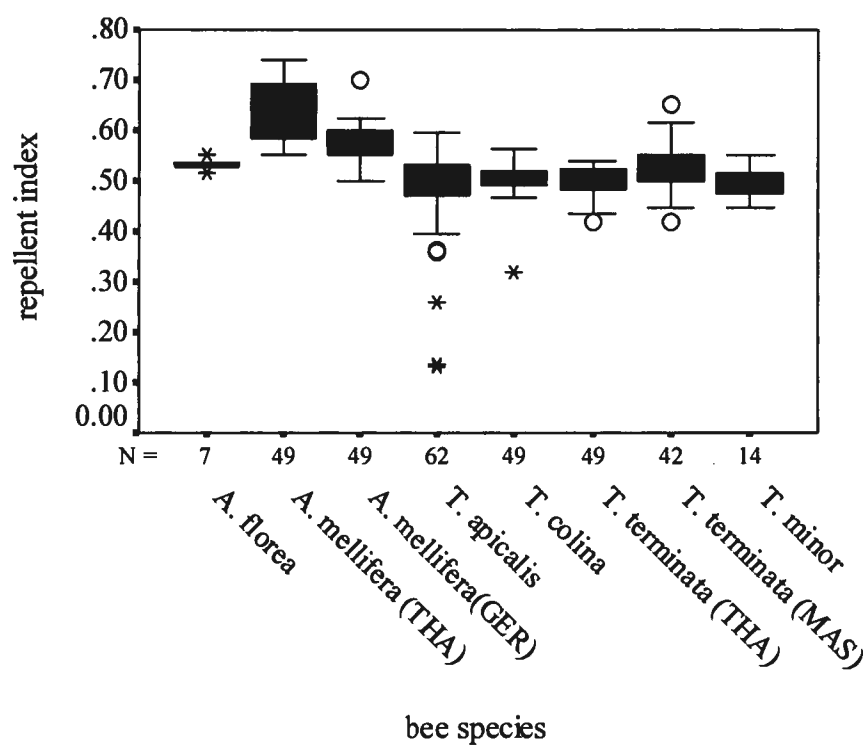 repellent index
.80
.70
.60
.50
.40
.30
.20
.10
0.00
N = 7 49 49 62 49 49 42 14
A. florea
A. mellifera (THA)
A. mellifera(GER)
T. apicalis
T. colina
T. terminata (THA)
T. terminata (MAS)
T. minor
bee species